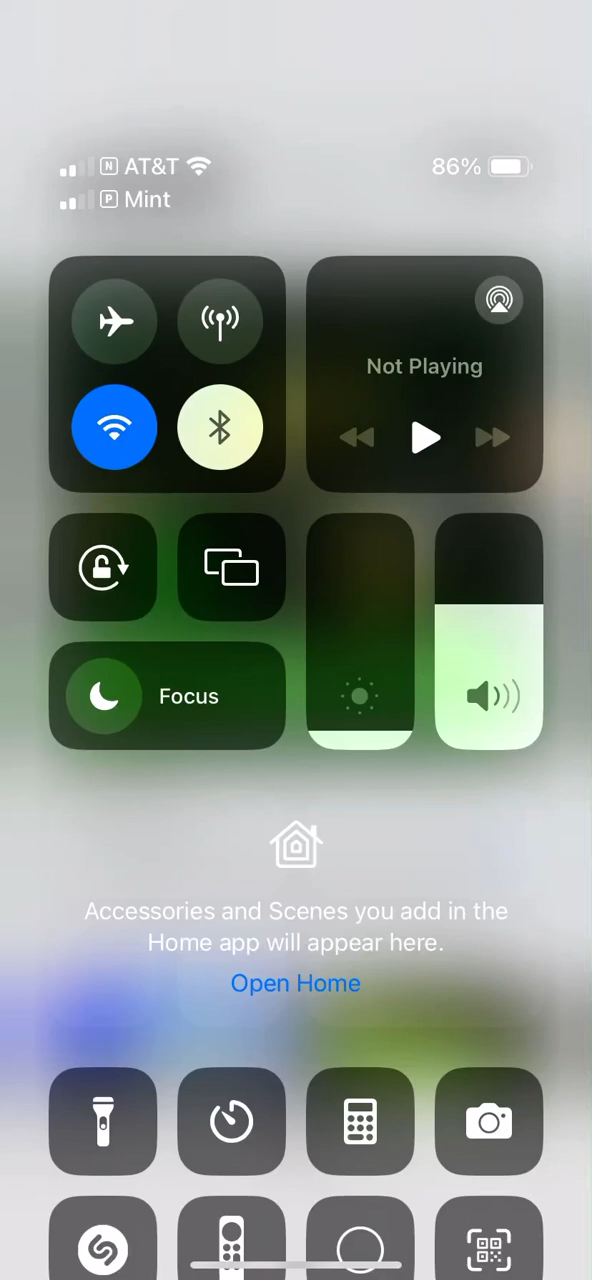 N AT&T 86%
P Mint
Not Playing
Focus
Accessories and Scenes you add in the
Home app will appear here.
Open Home